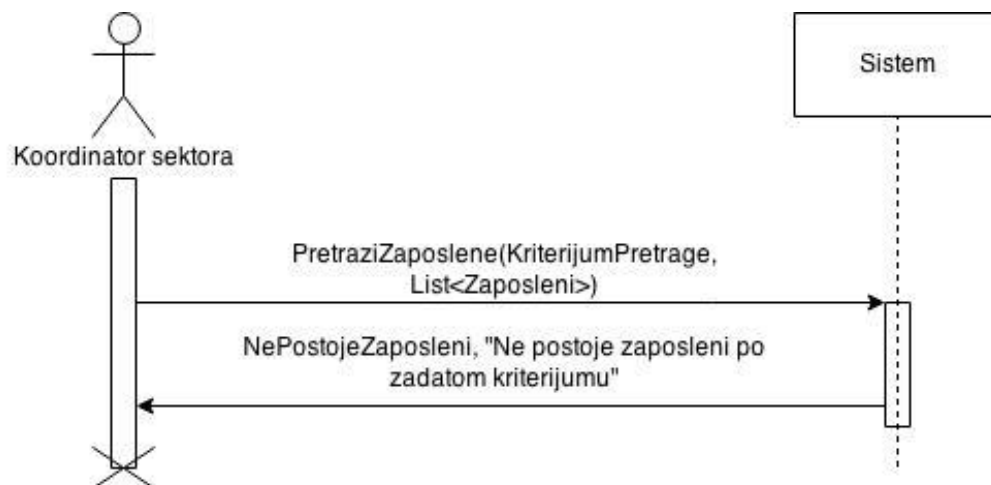 Sistem
Koordinator sektora
PretraziZaposlene(KriterijumPretrage,
List<Zaposleni>)
NePostojeZaposleni, "Ne postoje zaposleni po
zadatom kriterijumu"